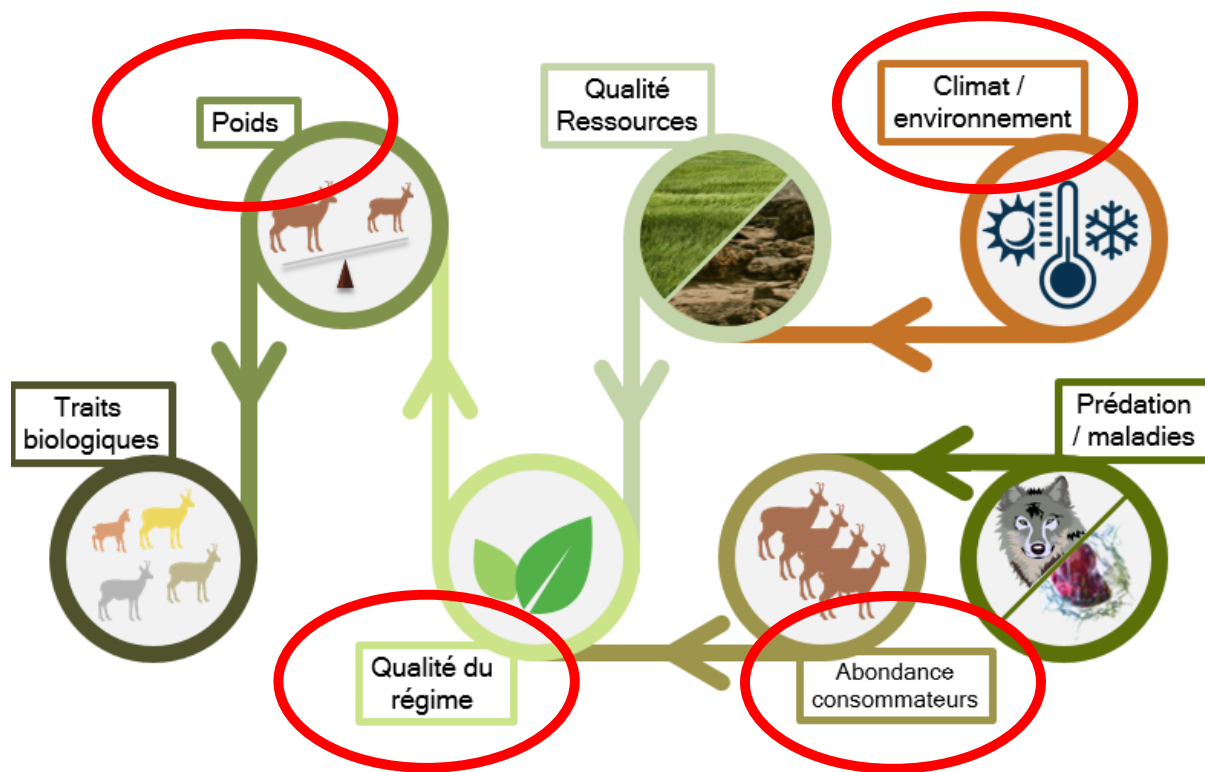 Poids
Qualité
Ressources
Climat /
environnement
Traits
biologiques
Prédation
/ maladies
Qualité du
régime
Abondance
consommateurs